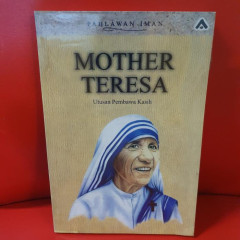 PAHLAWAN IMAN
MOTHER
TERESA
Utusan Pembawa Kasih